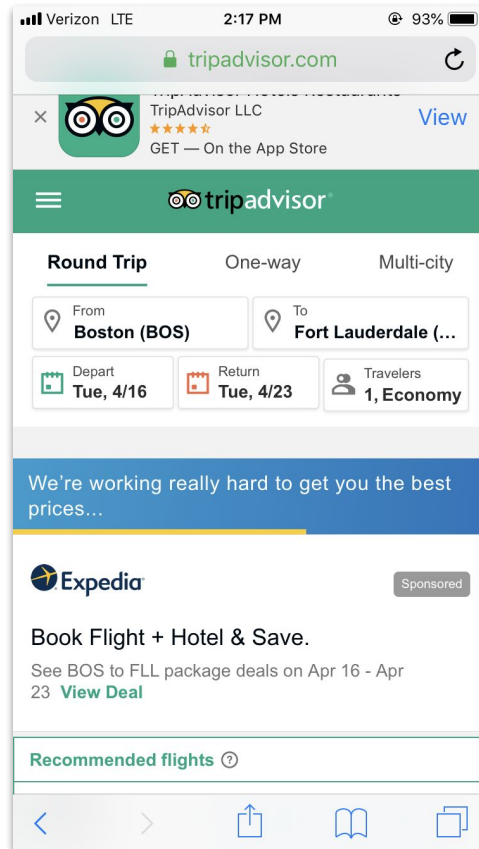 Verizon LTE 2:17 PM 93%
tripadvisor.com
TripAdvisor Hotels Restaurants
TripAdvisor LLC
View
GET — On the App Store
tripadvisor
Round Trip One-way Multi-city
From To
Boston (BOS) Fort Lauderdale (...
Depart Return Travelers
Tue, 4/16 Tue, 4/23 1, Economy
We're working really hard to get you the best
prices...
Expedia Sponsored
Book Flight + Hotel & Save.
See BOS to FLL package deals on Apr 16 - Apr
23 View Deal
Recommended flights ?